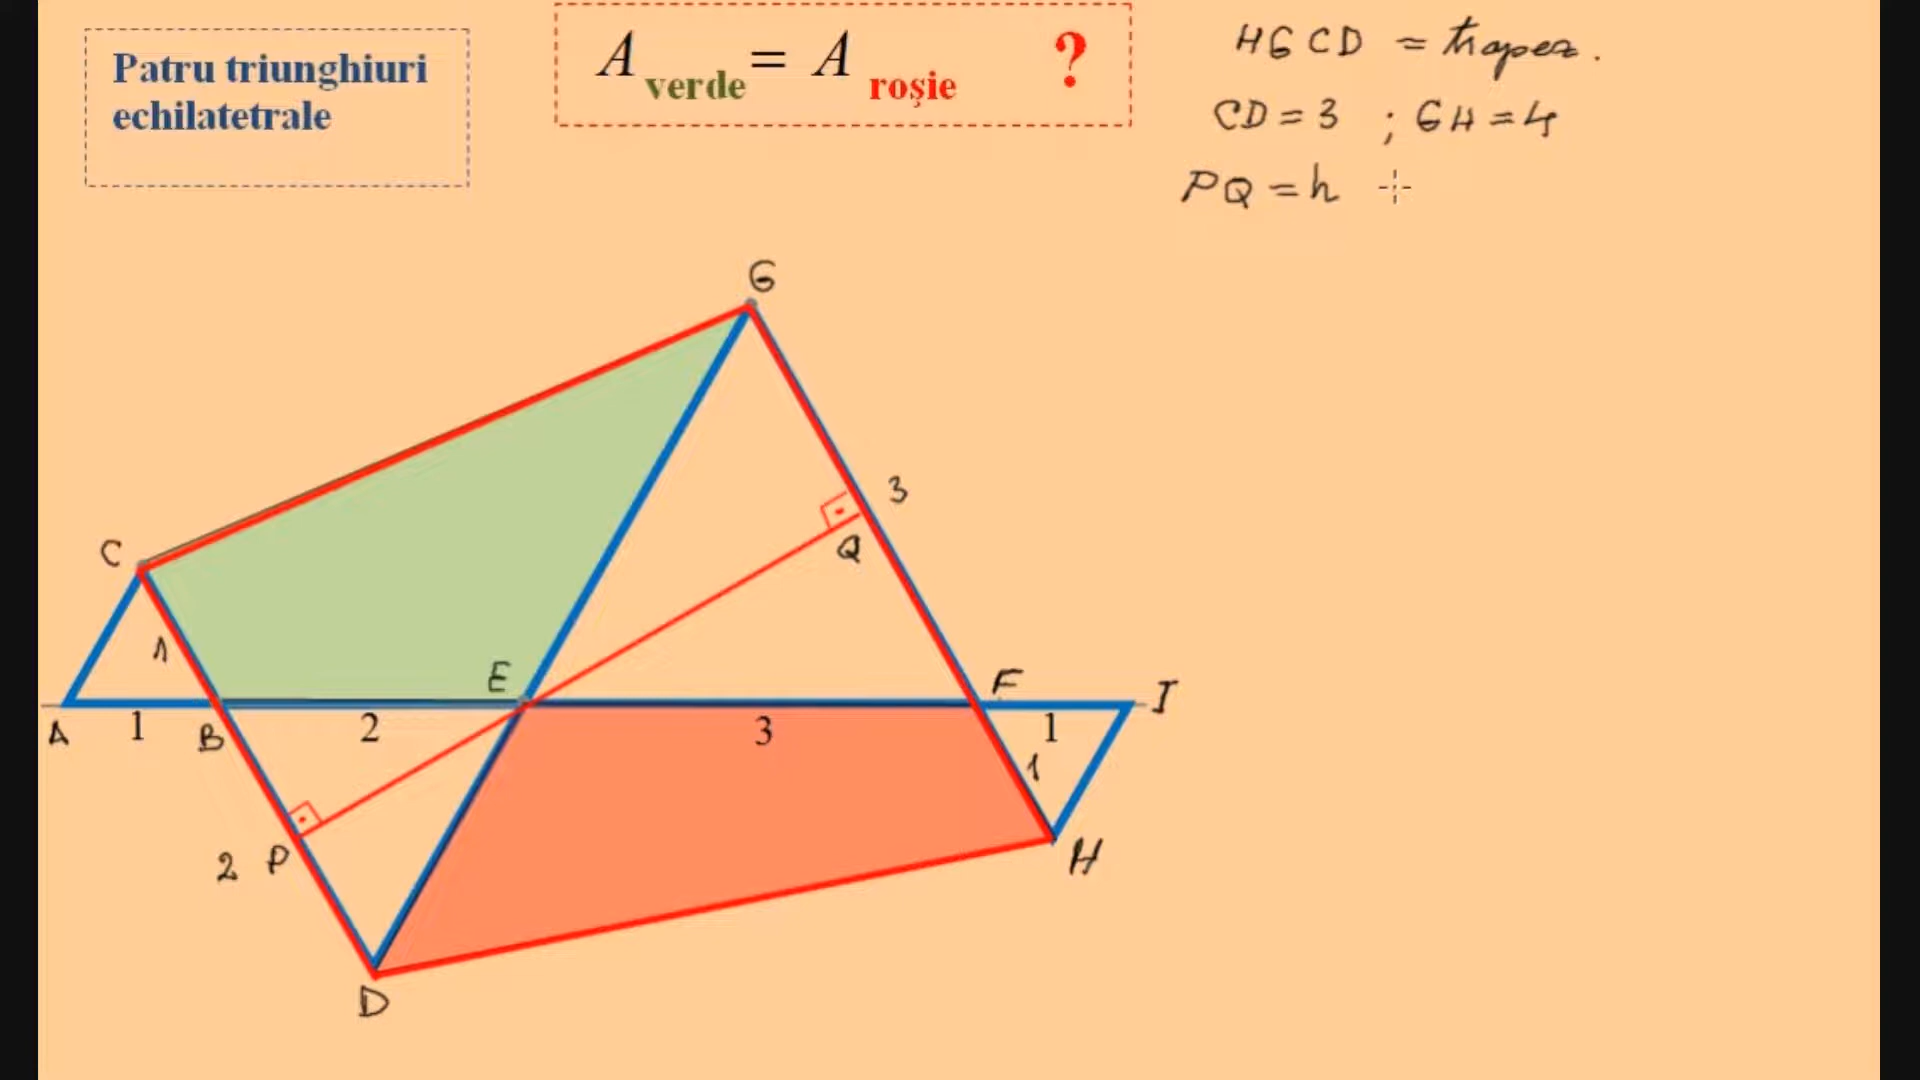 Patru triunghiuri
echilatetrale
A verde = A roșie ?
HGCD = trapez.
CD = 3 ; GH = 4
PQ = h
G
3
C
Q
1
E
F
I
A
1
B
2
3
1
1
2
P
H
D